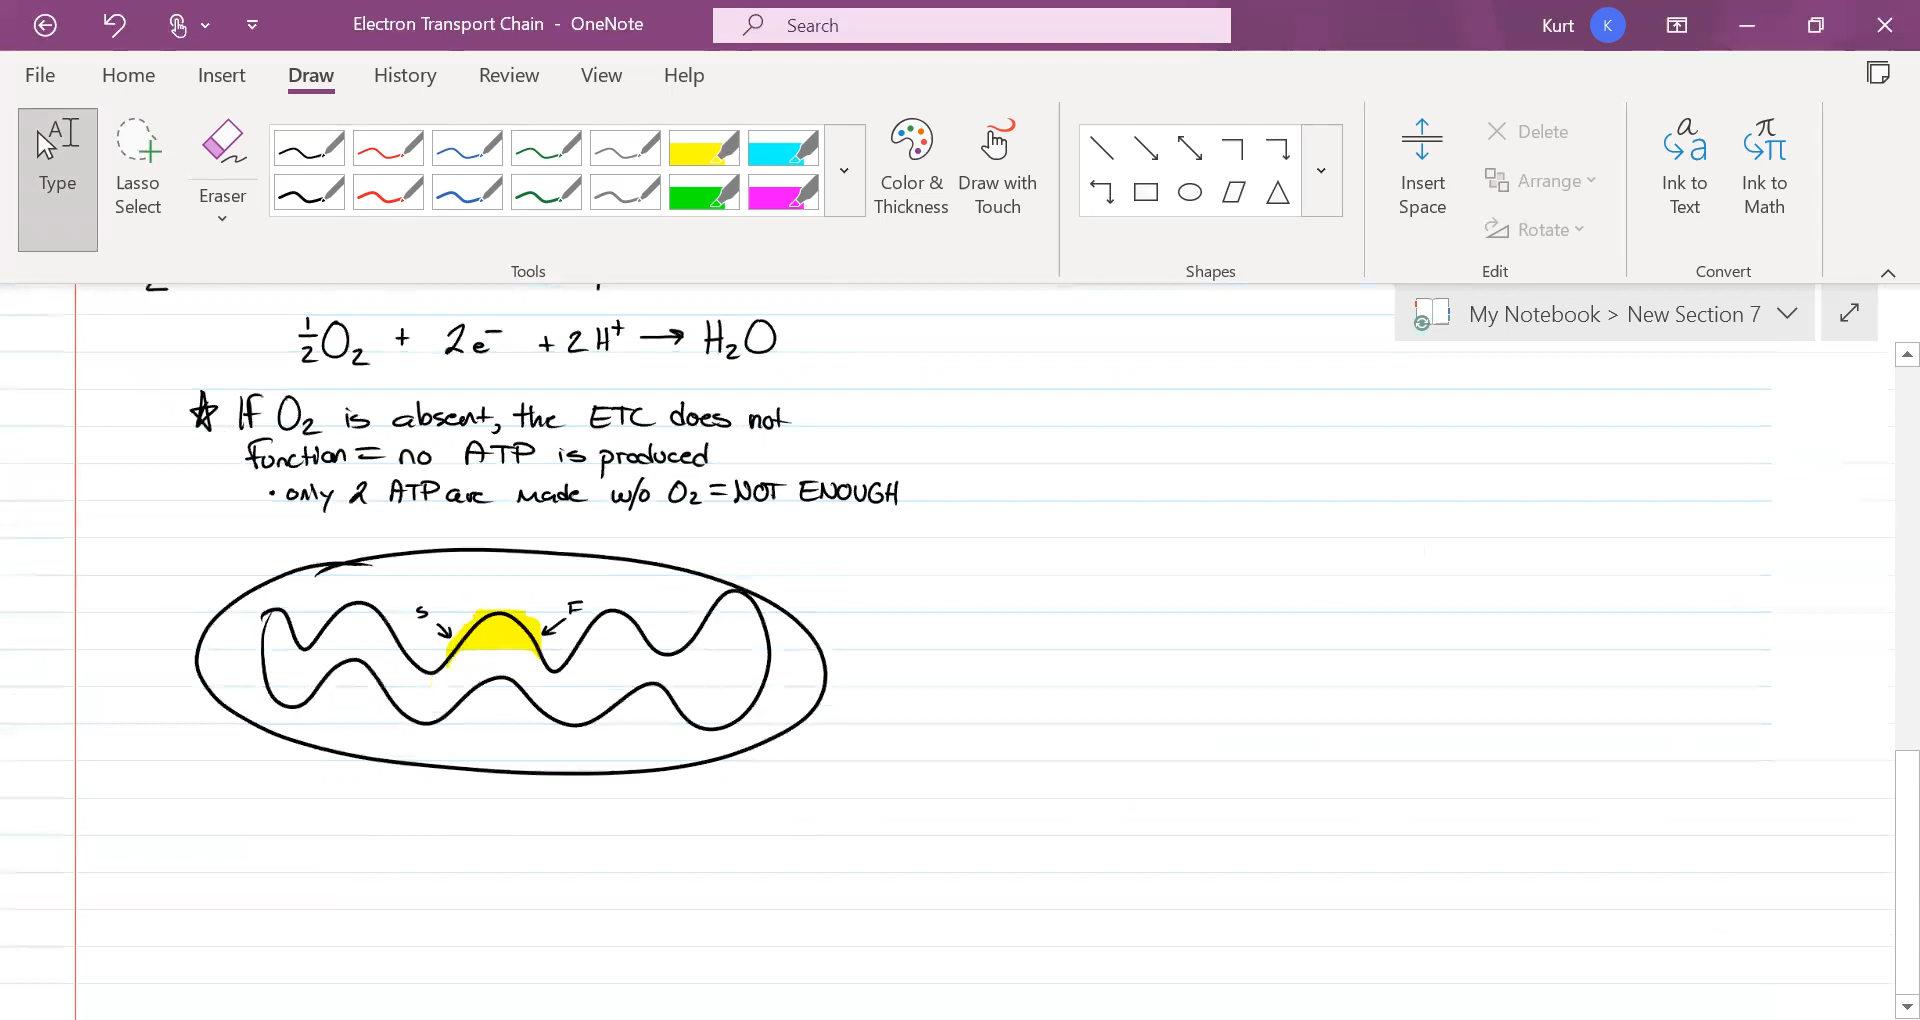 Electron Transport Chain - OneNote
Search
Kurt
K
File
Home
Insert
Draw
History
Review
View
Help
Type
Lasso
Select
Eraser
Color &
Thickness
Draw with
Touch
Insert
Space
Delete
Arrange
Rotate
Ink to
Text
Ink to
Math
Tools
Shapes
Edit
Convert
My Notebook > New Section 7
½O₂ + 2e⁻ + 2H⁺ → H₂O
☆ If O₂ is absent, the ETC does not
function = no ATP is produced
• only 2 ATP are made w/o O₂ = NOT ENOUGH
S
F